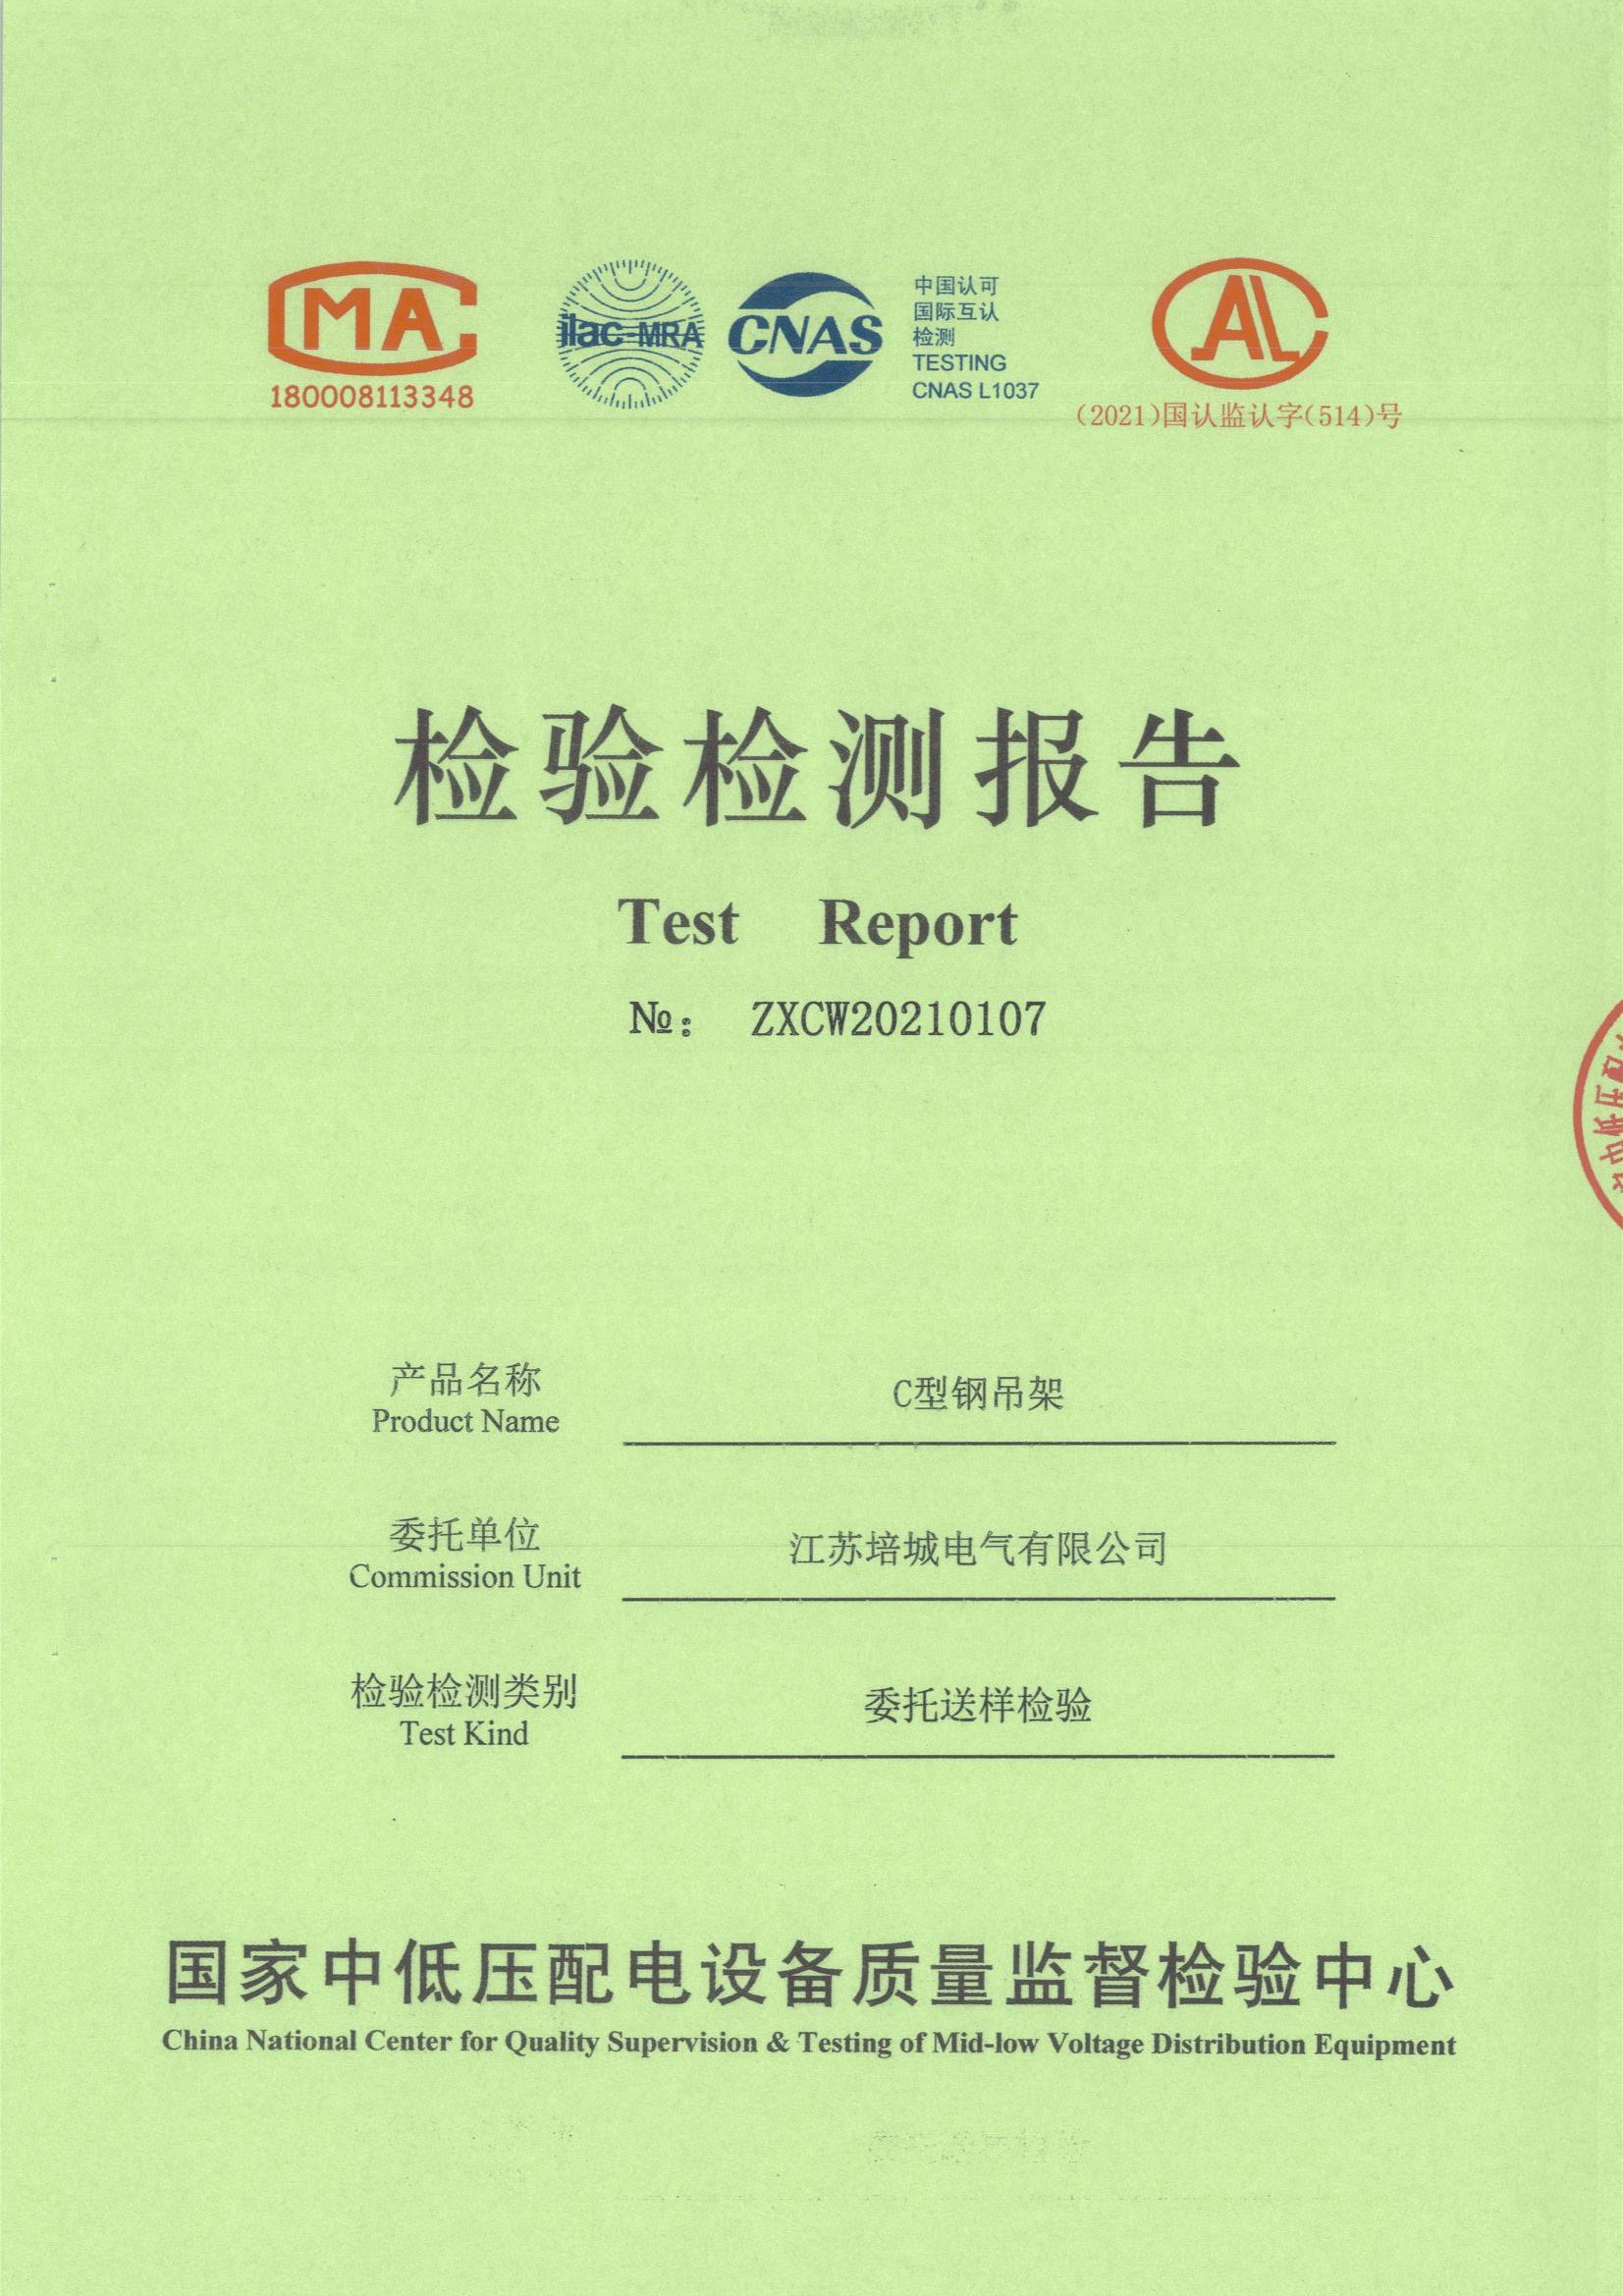 MA
180008113348
ilac-MRA
CNAS
中国认可
国际互认
检测
TESTING
CNAS L1037
AL
(2021)国认监认字(514)号
检验检测报告
Test Report
№: ZXCW20210107
产品名称
Product Name
C型钢吊架
委托单位
Commission Unit
江苏培城电气有限公司
检验检测类别
Test Kind
委托送样检验
国家中低压配电设备质量监督检验中心
China National Center for Quality Supervision & Testing of Mid-low Voltage Distribution Equipment